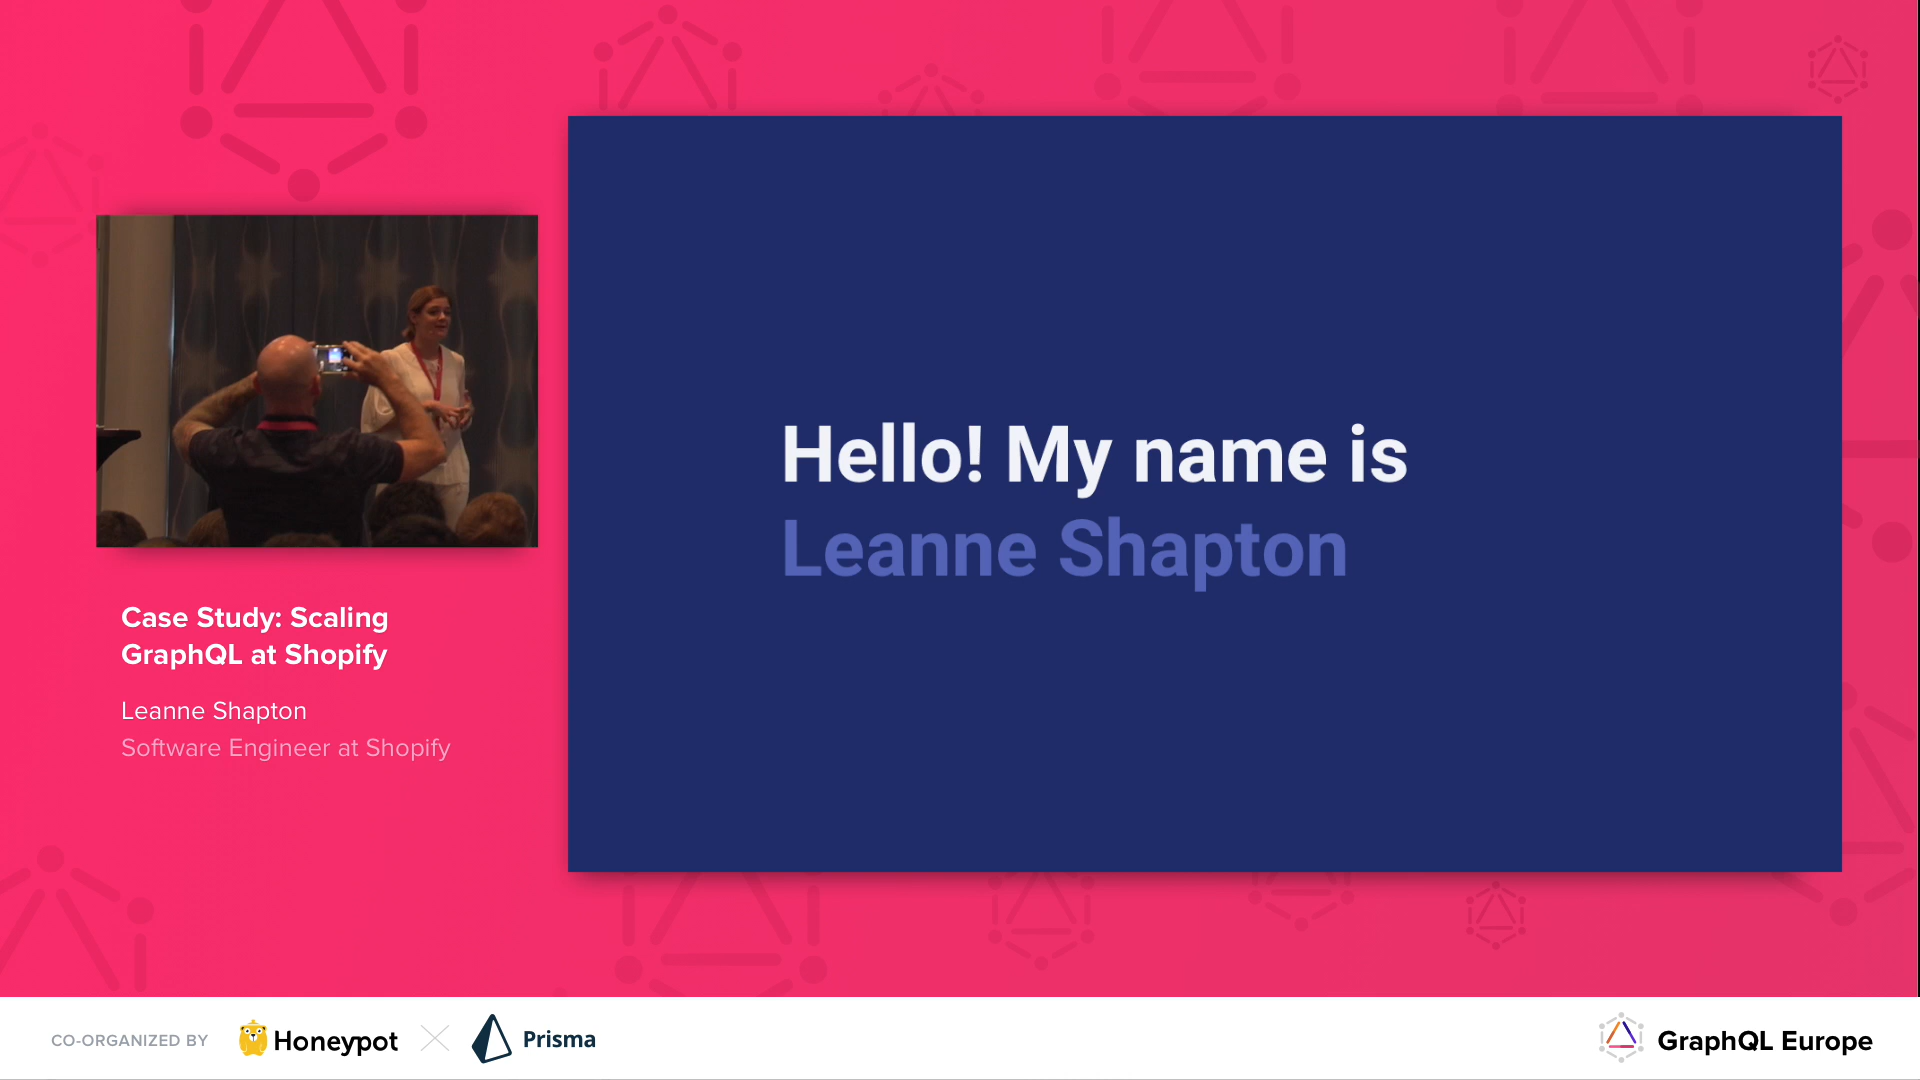 Hello! My name is
Leanne Shapton
Case Study: Scaling
GraphQL at Shopify
Leanne Shapton
Software Engineer at Shopify
CO-ORGANIZED BY
Honeypot
Prisma
GraphQL Europe